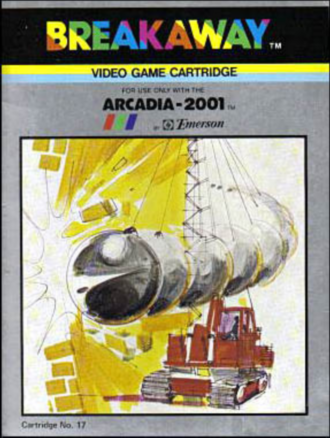 BREAKAWAY™
VIDEO GAME CARTRIDGE
FOR USE ONLY WITH THE
ARCADIA-2001™
BY Emerson
Cartridge No. 17